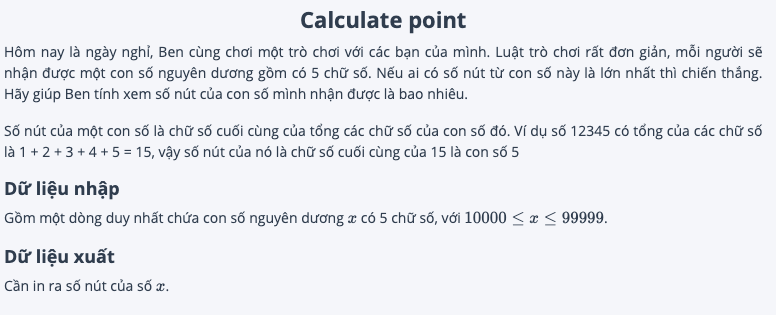 Calculate point
Hôm nay là ngày nghỉ, Ben cùng chơi một trò chơi với các bạn của mình. Luật trò chơi rất đơn giản, mỗi người sẽ
nhận được một con số nguyên dương gồm có 5 chữ số. Nếu ai có số nút từ con số này là lớn nhất thì chiến thắng.
Hãy giúp Ben tính xem số nút của con số mình nhận được là bao nhiêu.
Số nút của một con số là chữ số cuối cùng của tổng các chữ số của con số đó. Ví dụ số 12345 có tổng của các chữ số
là 1 + 2 + 3 + 4 + 5 = 15, vậy số nút của nó là chữ số cuối cùng của 15 là con số 5
Dữ liệu nhập
Gồm một dòng duy nhất chứa con số nguyên dương x có 5 chữ số, với 10000 ≤ x ≤ 99999.
Dữ liệu xuất
Cần in ra số nút của số x.